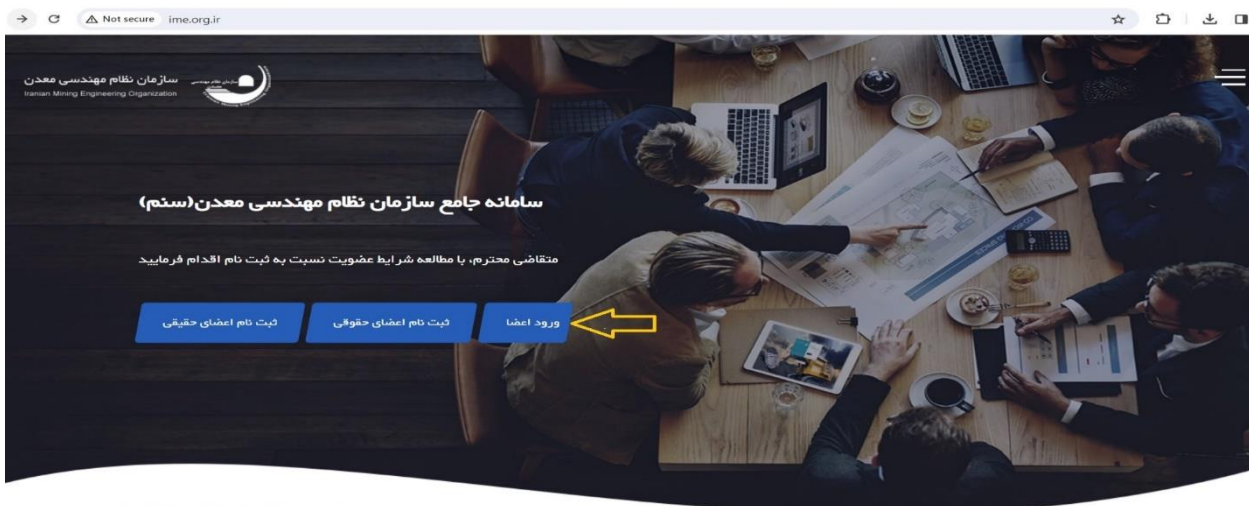 Not secure ime.org.ir
سازمان نظام مهندسی معدن
Iranian Mining Engineering Organization
سامانه جامع سازمان نظام مهندسی معدن(سنم)
متقاضی محترم، با مطالعه شرایط عضویت نسبت به ثبت نام اقدام فرمایید
ورود اعضا
ثبت نام اعضای حقوقی
ثبت نام اعضای حقیقی